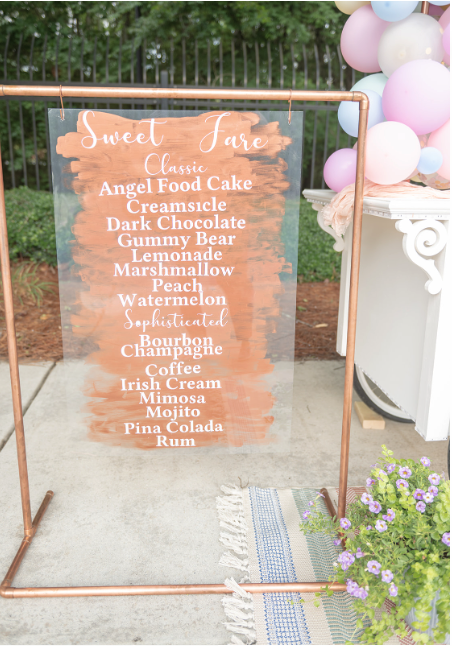 Sweet Fare
Classic
Angel Food Cake
Creamsicle
Dark Chocolate
Gummy Bear
Lemonade
Marshmallow
Peach
Watermelon
Sophisticated
Bourbon
Champagne
Coffee
Irish Cream
Mimosa
Mojito
Pina Colada
Rum